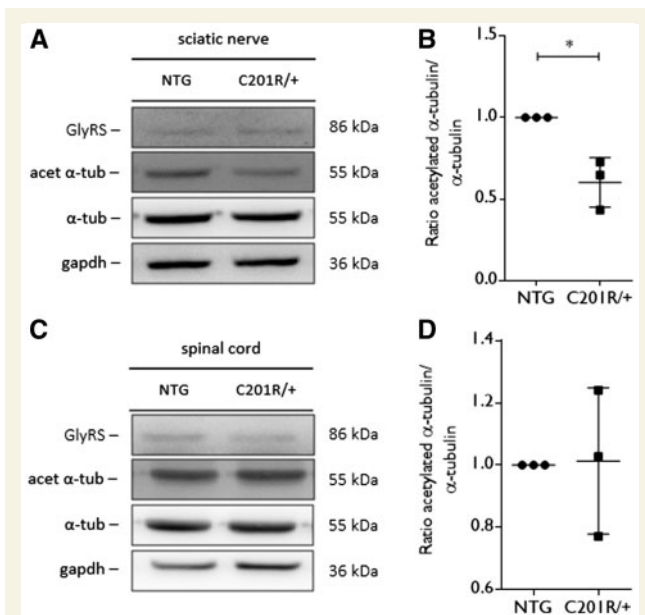 A
sciatic nerve
NTG C201R/+
GlyRS – 86 kDa
acet α-tub – 55 kDa
α-tub – 55 kDa
gapdh – 36 kDa
B
Ratio acetylated α-tubulin/
α-tubulin
1.5
*
1.0
0.5
0.0
NTG C201R/+
C
spinal cord
NTG C201R/+
GlyRS – 86 kDa
acet α-tub – 55 kDa
α-tub – 55 kDa
gapdh – 36 kDa
D
Ratio acetylated α-tubulin/
α-tubulin
1.4
1.2
1.0
0.8
0.6
NTG C201R/+